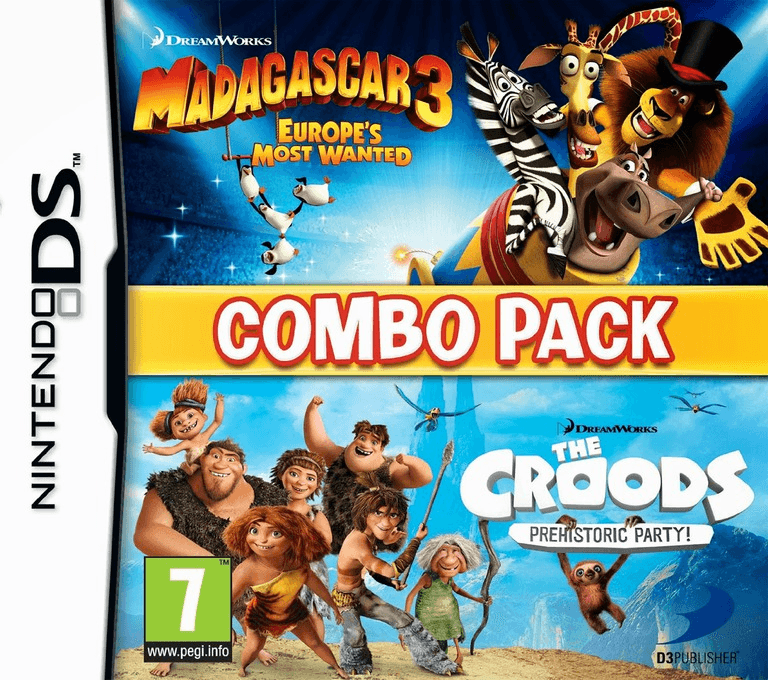 NINTENDO DS™
DREAMWORKS
MADAGASCAR 3
EUROPE'S
MOST WANTED
COMBO PACK
DREAMWORKS
THE
CROODS
PREHISTORIC PARTY!
7™
www.pegi.info
D3PUBLISHER